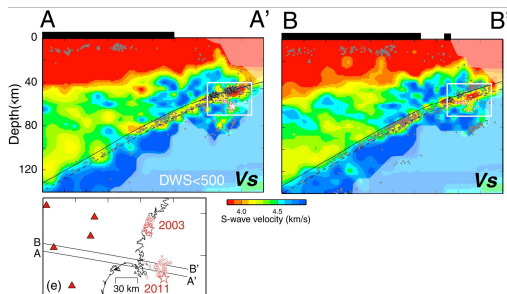 A A'
B B'
0
40
80
120
Depth(km)
DWS<500
Vs
Vs
4.0 4.5
S-wave velocity (km/s)
2003
B
A
B'
A'
(e)
30 km
2011